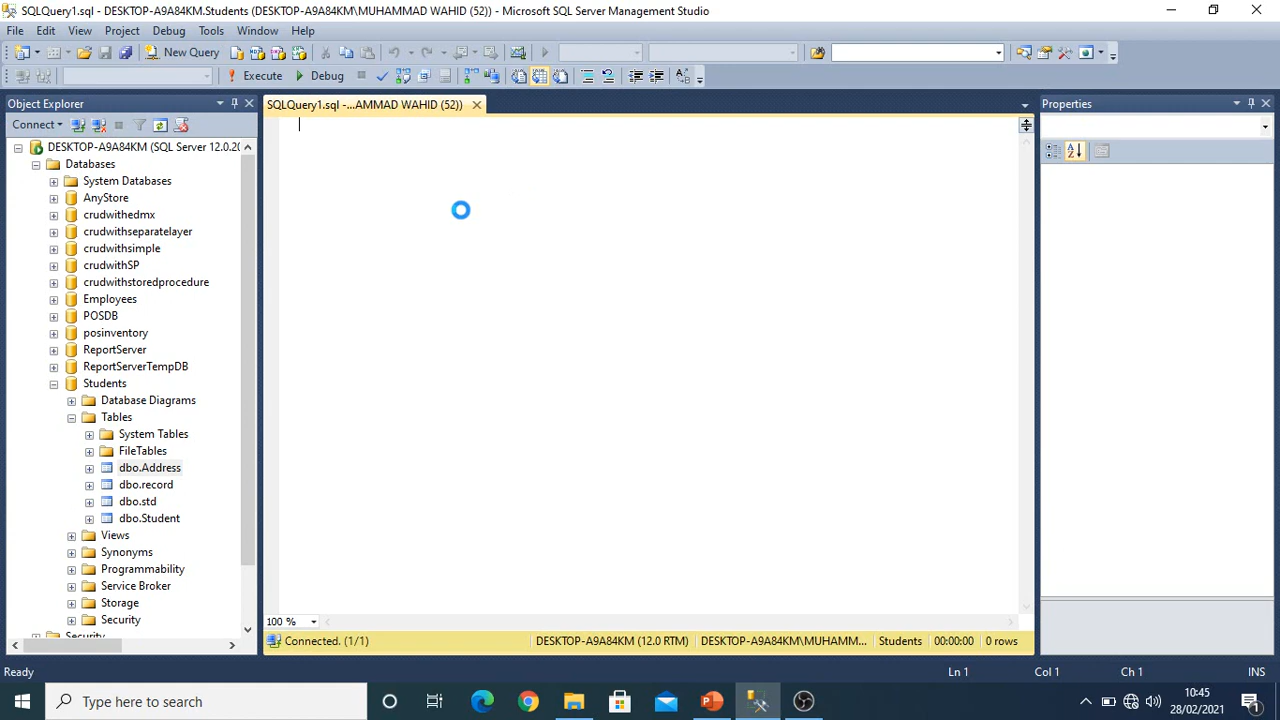 SQLQuery1.sql - DESKTOP-A9A84KM.Students (DESKTOP-A9A84KM\MUHAMMAD WAHID (52)) - Microsoft SQL Server Management Studio
File Edit View Project Debug Tools Window Help
New Query
Execute Debug
Object Explorer
SQLQuery1.sql -...AMMAD WAHID (52))
Properties
Connect
DESKTOP-A9A84KM (SQL Server 12.0.20
Databases
System Databases
AnyStore
crudwithedmx
crudwithseparatelayer
crudwithsimple
crudwithSP
crudwithstoredprocedure
Employees
POSDB
posinventory
ReportServer
ReportServerTempDB
Students
Database Diagrams
Tables
System Tables
FileTables
dbo.Address
dbo.record
dbo.std
dbo.Student
Views
Synonyms
Programmability
Service Broker
Storage
Security
Security
100 %
Connected. (1/1) DESKTOP-A9A84KM (12.0 RTM) DESKTOP-A9A84KM\MUHAMM... Students 00:00:00 0 rows
Ready Ln 1 Col 1 Ch 1 INS
Type here to search
10:45
28/02/2021
1